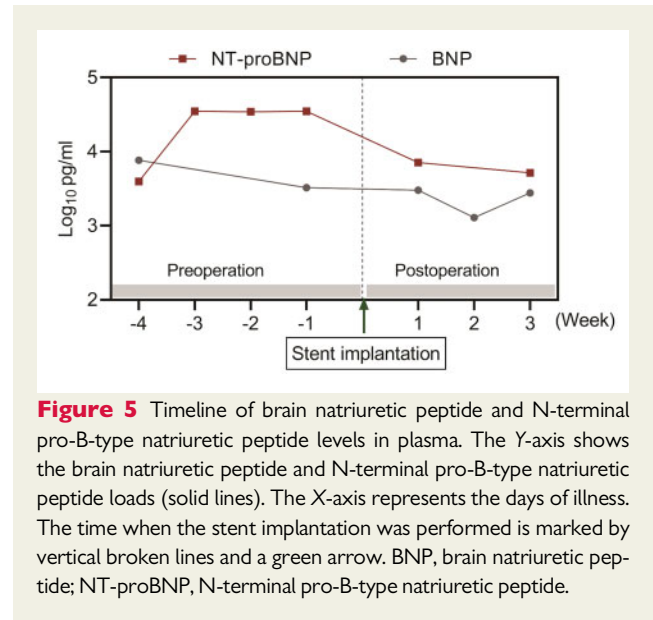 NT-proBNP BNP
5
4
3
2
Log₁₀ pg/ml
Preoperation Postoperation
-4 -3 -2 -1 1 2 3 (Week)
Stent implantation
Figure 5 Timeline of brain natriuretic peptide and N-terminal
pro-B-type natriuretic peptide levels in plasma. The Y-axis shows
the brain natriuretic peptide and N-terminal pro-B-type natriuretic
peptide loads (solid lines). The X-axis represents the days of illness.
The time when the stent implantation was performed is marked by
vertical broken lines and a green arrow. BNP, brain natriuretic pep-
tide; NT-proBNP, N-terminal pro-B-type natriuretic peptide.